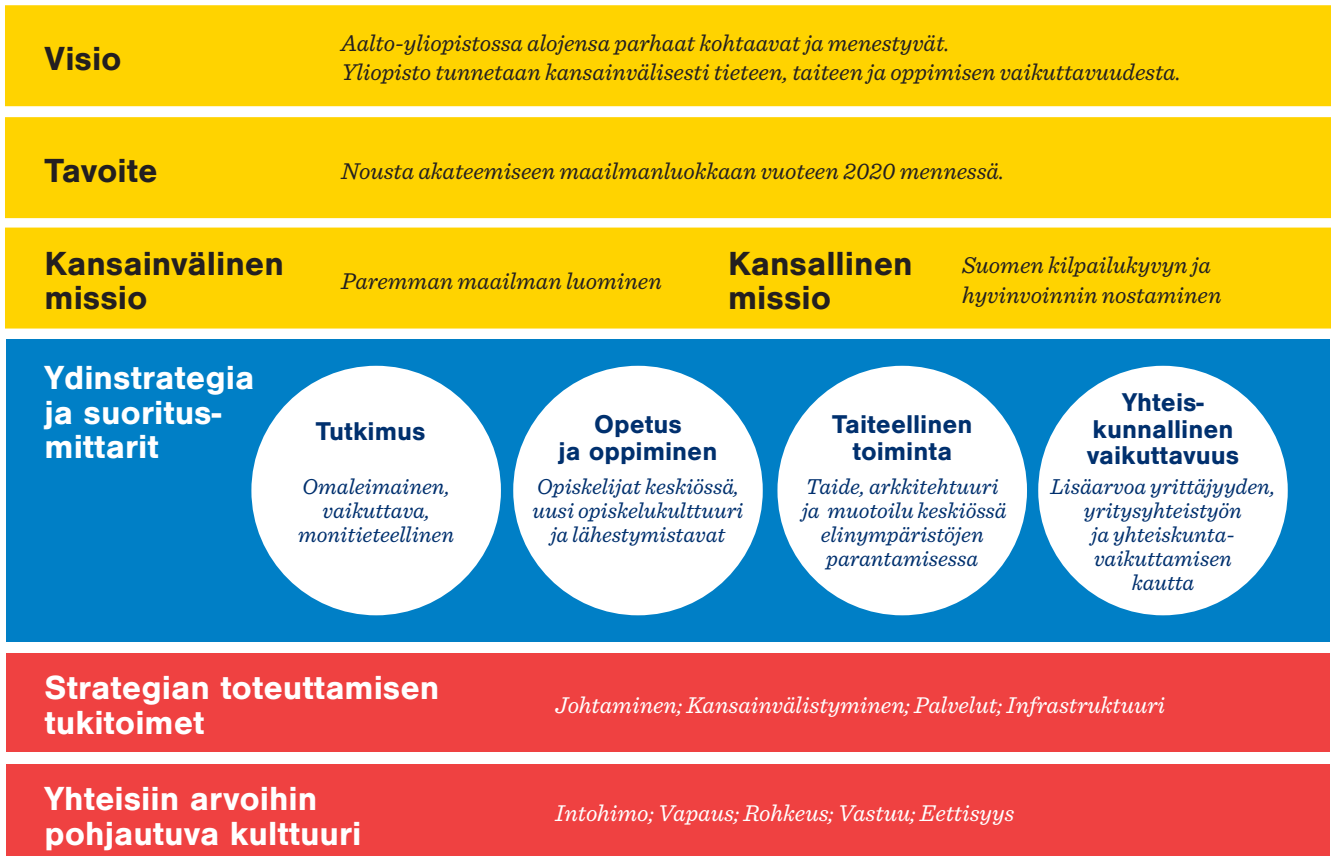 Visio
Aalto-yliopistossa alojensa parhaat kohtaavat ja menestyvät.
Yliopisto tunnetaan kansainvälisesti tieteen, taiteen ja oppimisen vaikuttavuudesta.
Tavoite
Nousta akateemiseen maailmanluokkaan vuoteen 2020 mennessä.
Kansainvälinen
missio
Paremman maailman luominen
Kansallinen
missio
Suomen kilpailukyvyn ja
hyvinvoinnin nostaminen
Ydinstrategia
ja suoritus-
mittarit
Tutkimus
Omaleimainen,
vaikuttava,
monitieteellinen
Opetus
ja oppiminen
Opiskelijat keskiössä,
uusi opiskelukulttuuri
ja lähestymistavat
Taiteellinen
toiminta
Taide, arkkitehtuuri
ja muotoilu keskiössä
elinympäristöjen
parantamisessa
Yhteis-
kunnallinen
vaikuttavuus
Lisäarvoa yrittäjyyden,
yritysyhteistyön
ja yhteiskunta-
vaikuttamisen
kautta
Strategian toteuttamisen
tukitoimet
Johtaminen; Kansainvälistyminen; Palvelut; Infrastruktuuri
Yhteisiin arvoihin
pohjautuva kulttuuri
Intohimo; Vapaus; Rohkeus; Vastuu; Eettisyys